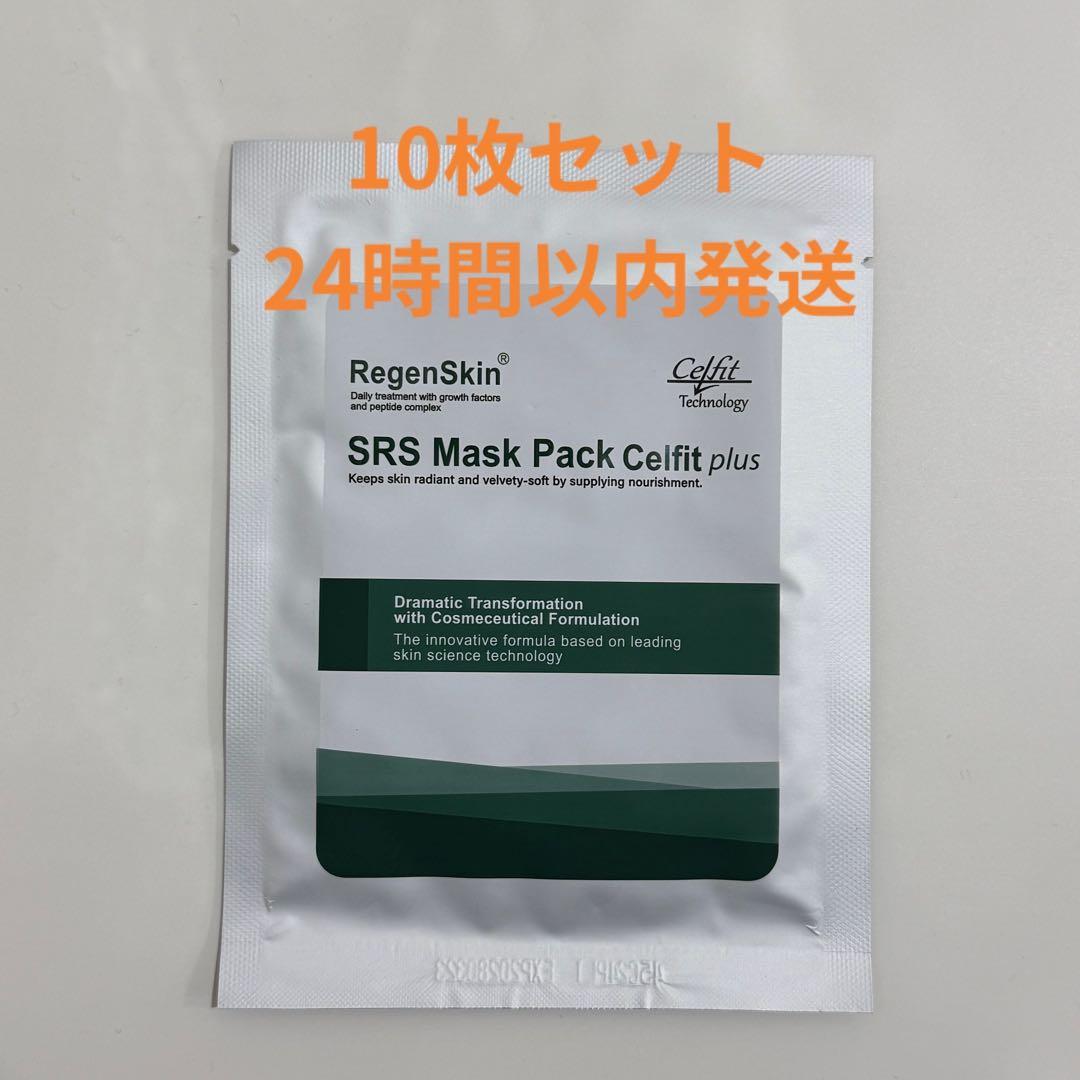 10枚セット
24時間以内発送
RegenSkin®
Daily treatment with growth factors
and peptide complex
Celfit
Technology
SRS Mask Pack Celfit plus
Keeps skin radiant and velvety-soft by supplying nourishment.
Dramatic Transformation
with Cosmeceutical Formulation
The innovative formula based on leading
skin science technology
EXP20280323